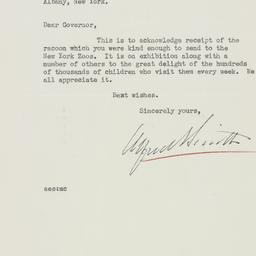 Albany, New York.
Dear Governor,
This is to acknowledge receipt of the
racoon which you were kind enough to send to the
New York Zoos. It is on exhibition along with a
number of others to the great delight of the hundreds
of thousands of children who visit them every week. We
all appreciate it.
Best wishes.
Sincerely yours,
Alfred E Smith
aes:mc